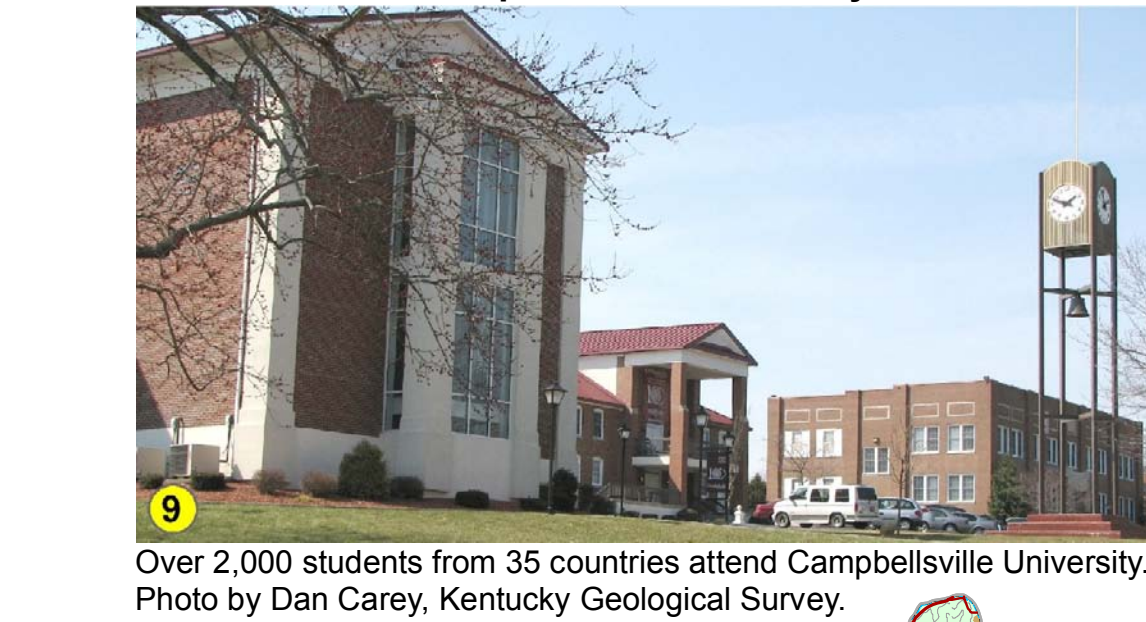 9
Over 2,000 students from 35 countries attend Campbellsville University.
Photo by Dan Carey, Kentucky Geological Survey.